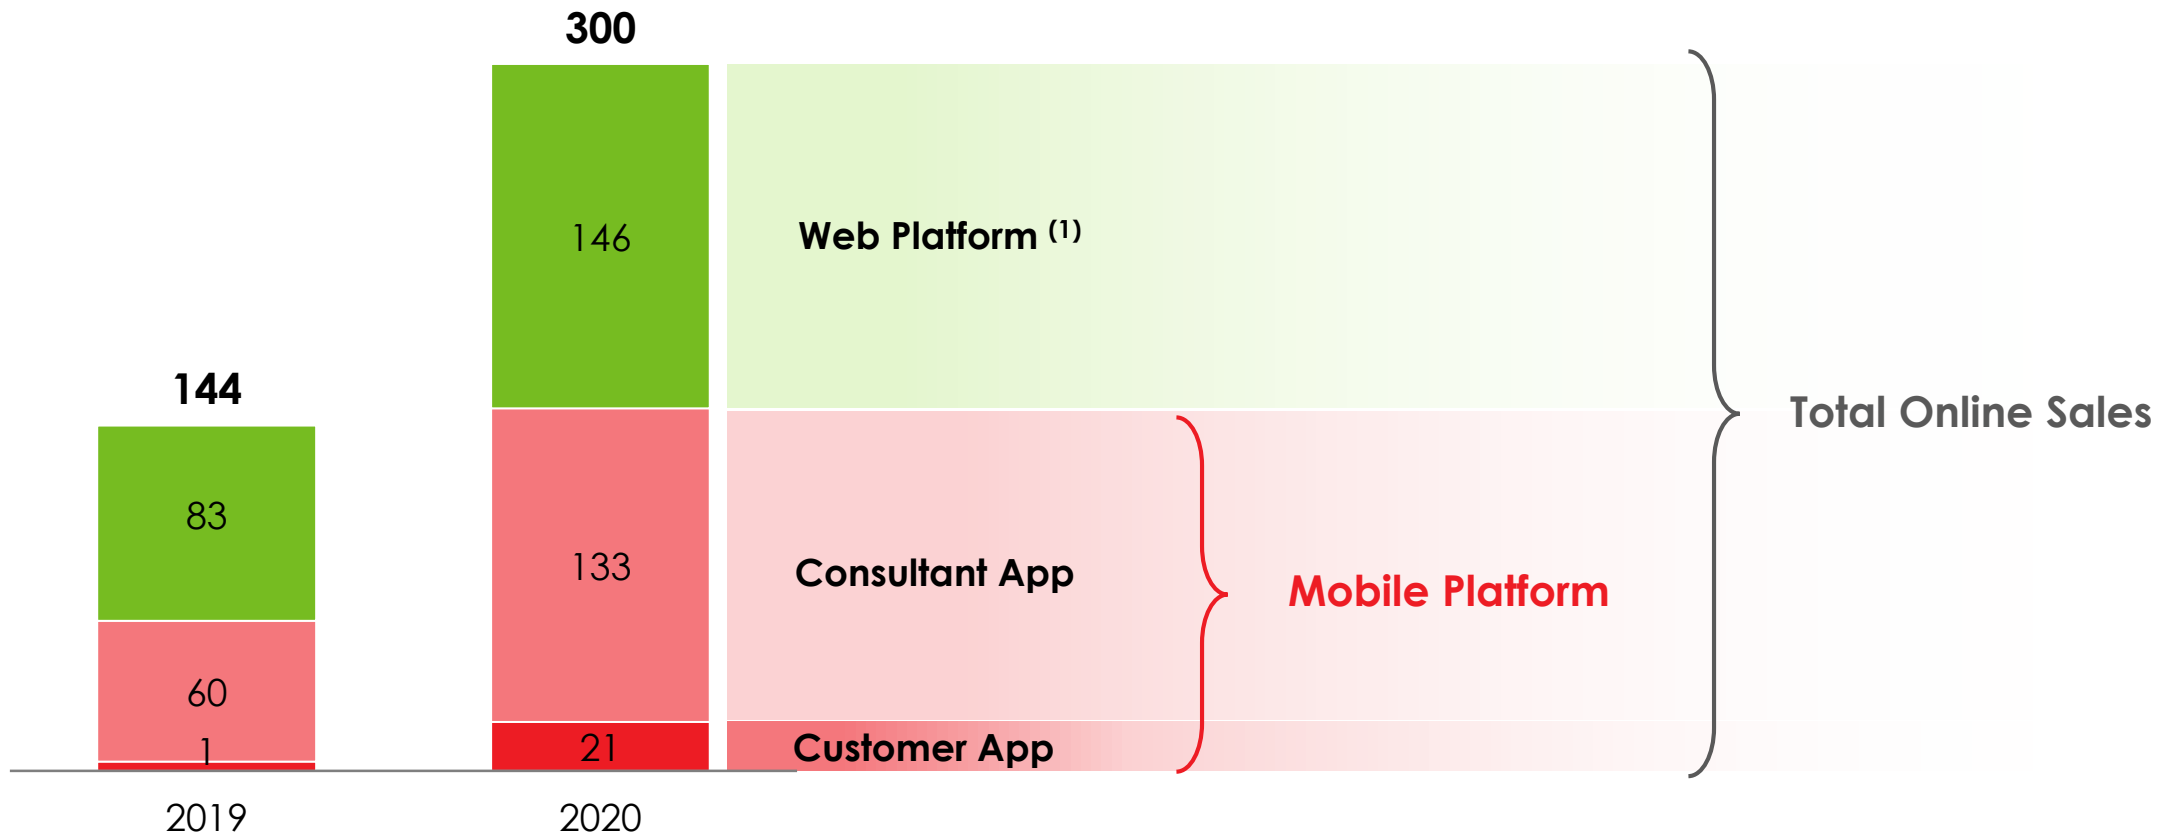 300
146
Web Platform (1)
144
Total Online Sales
83
133
Consultant App
Mobile Platform
60
1
21
Customer App
2019
2020